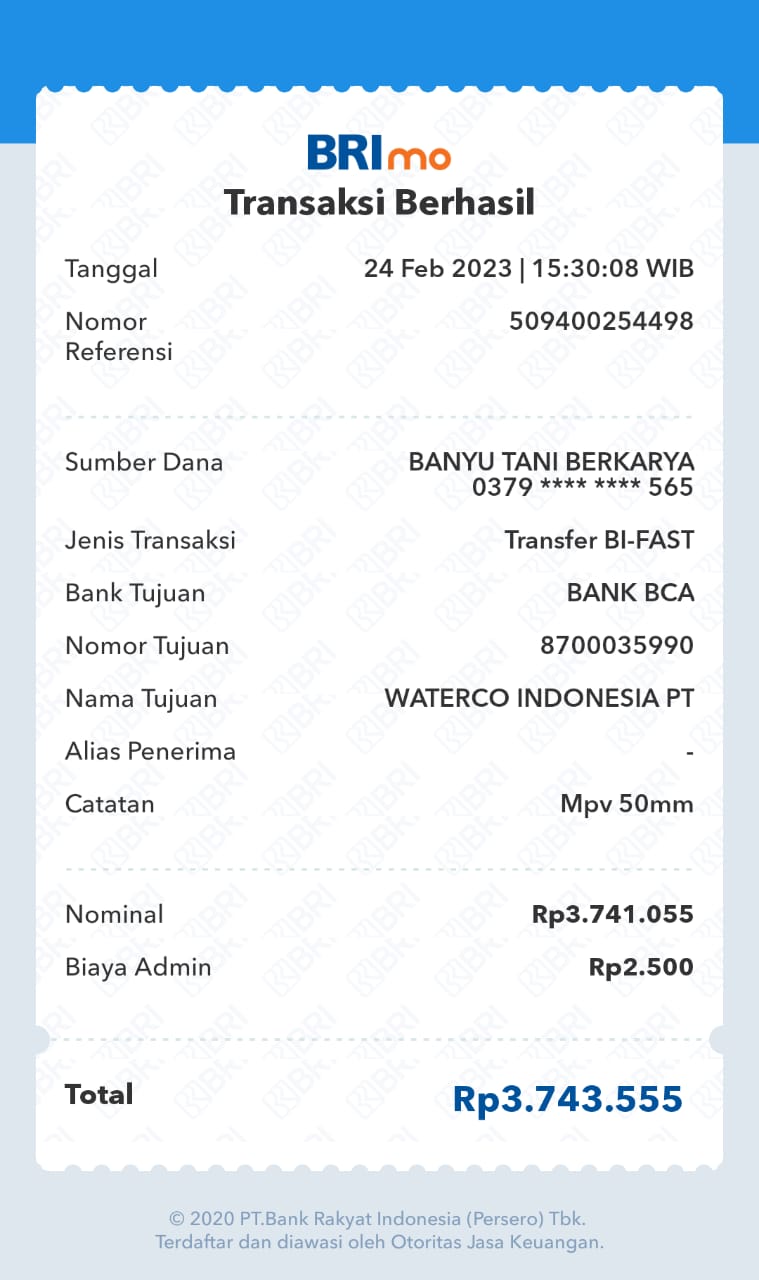 BRImo
Transaksi Berhasil
Tanggal 24 Feb 2023 | 15:30:08 WIB
Nomor 509400254498
Referensi
Sumber Dana BANYU TANI BERKARYA
0379 **** **** 565
Jenis Transaksi Transfer BI-FAST
Bank Tujuan BANK BCA
Nomor Tujuan 8700035990
Nama Tujuan WATERCO INDONESIA PT
Alias Penerima -
Catatan Mpv 50mm
Nominal Rp3.741.055
Biaya Admin Rp2.500
Total Rp3.743.555
© 2020 PT.Bank Rakyat Indonesia (Persero) Tbk.
Terdaftar dan diawasi oleh Otoritas Jasa Keuangan.